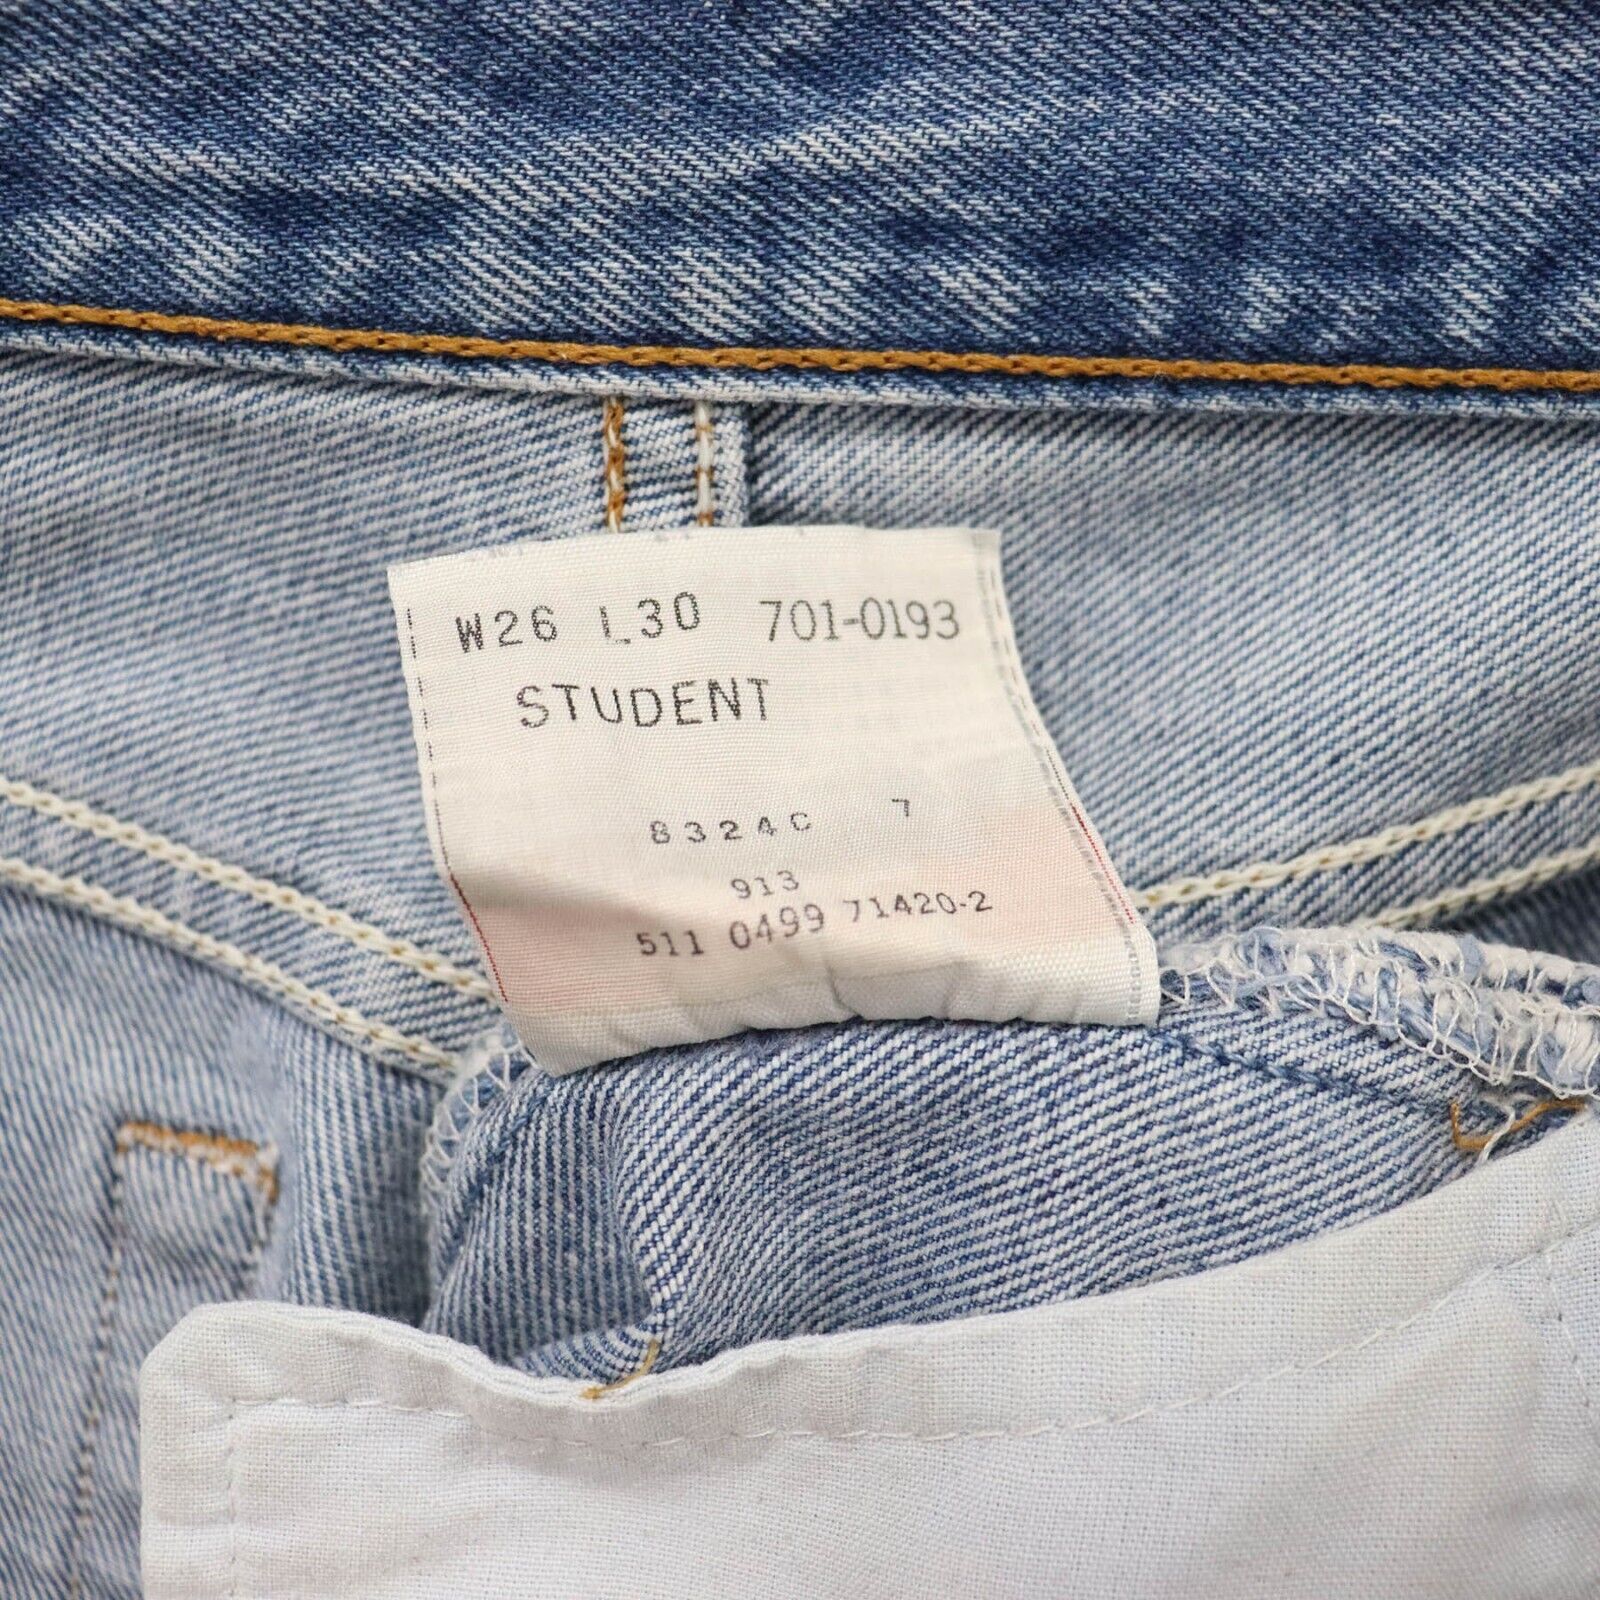 W26 L30 701-0193
STUDENT
8324C 7
913
511 0499 71420-2